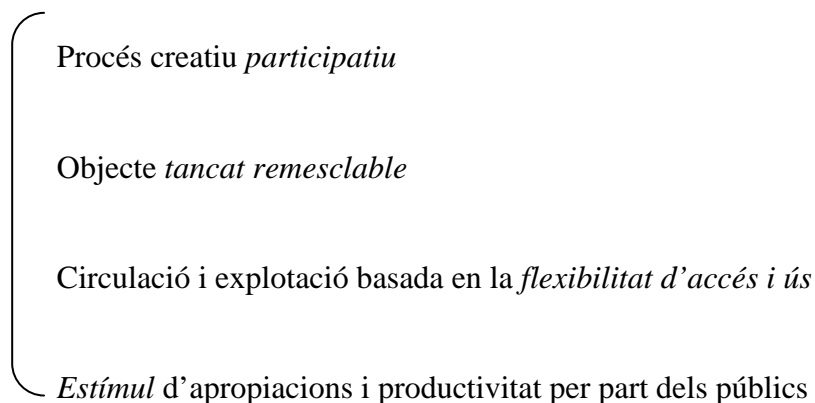 Procés creatiu participatiu
Objecte tancat remesclable
Circulació i explotació basada en la flexibilitat d’accés i ús
Estímul d’apropiacions i productivitat per part dels públics